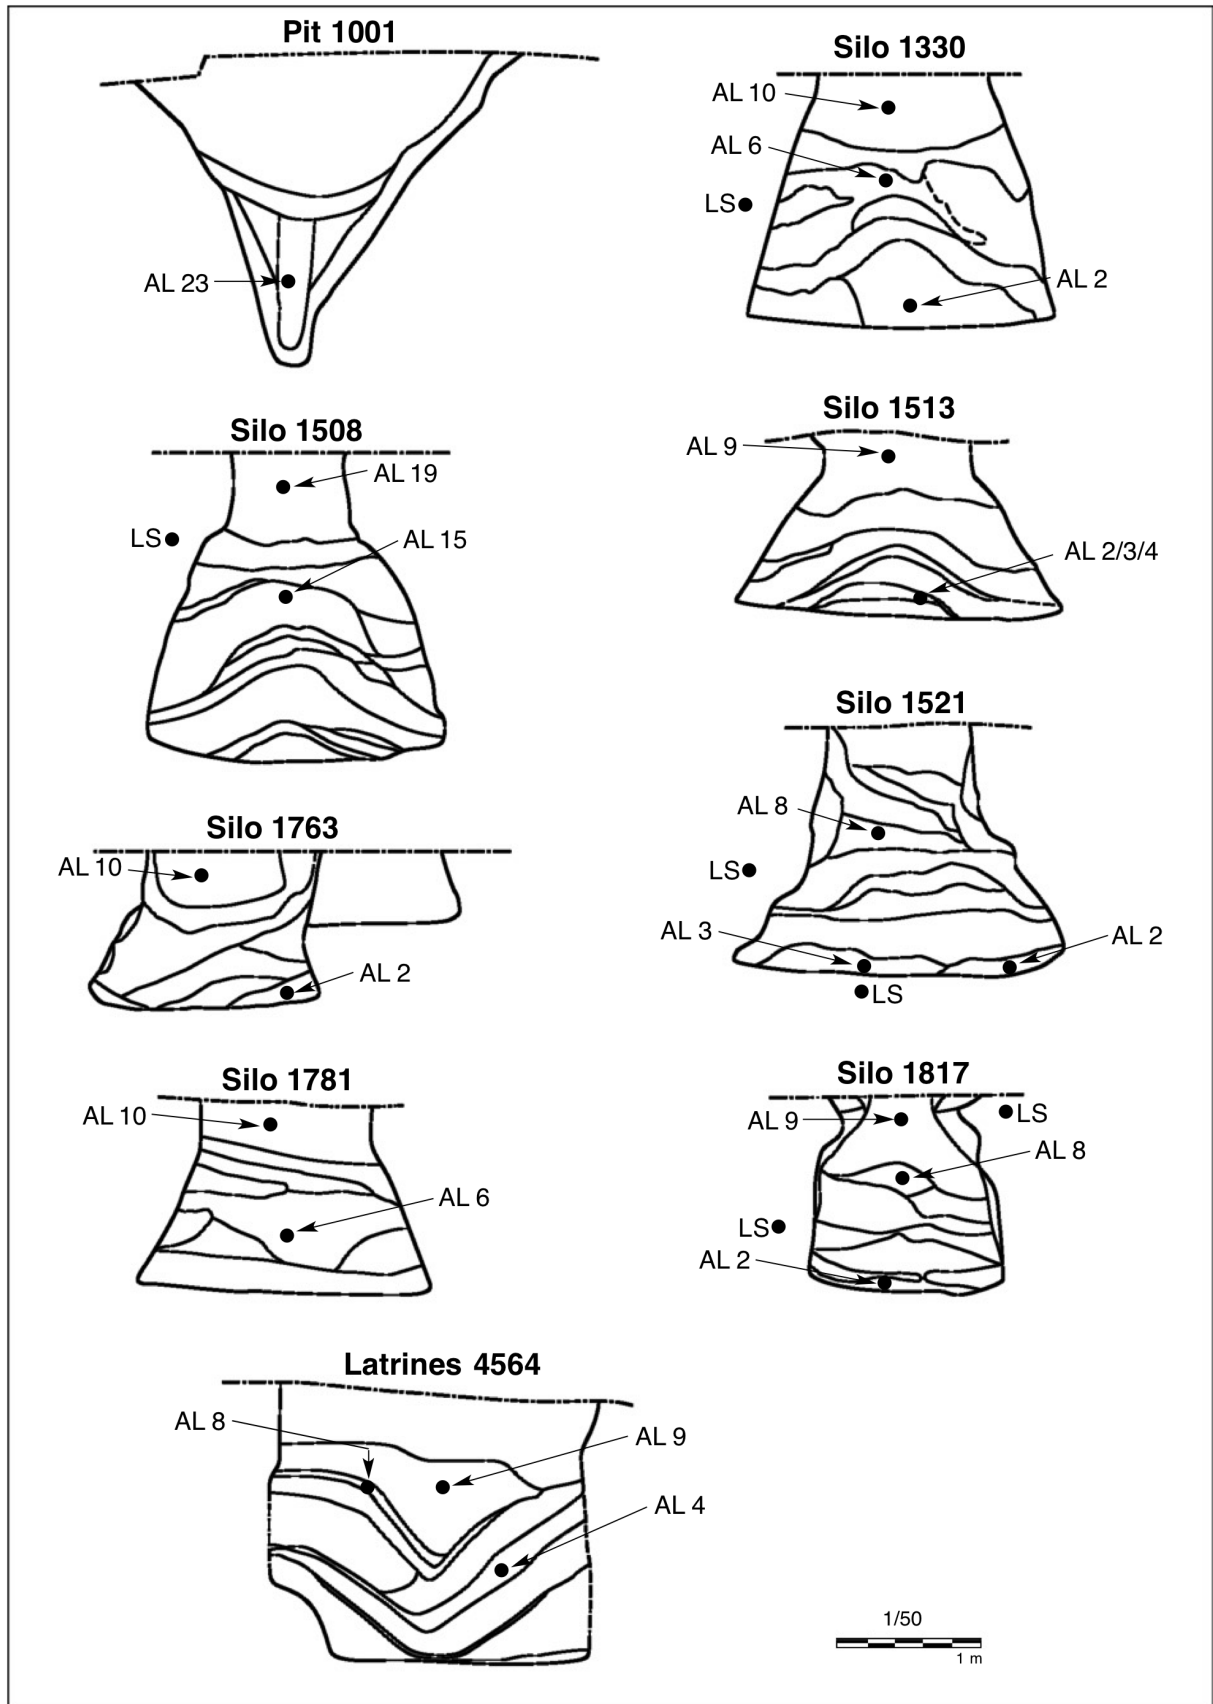 Pit 1001
AL 23
Silo 1330
AL 10
AL 6
LS
AL 2
Silo 1508
AL 19
LS
AL 15
Silo 1513
AL 9
AL 2/3/4
Silo 1521
AL 8
LS
AL 3
AL 2
LS
Silo 1763
AL 10
AL 2
Silo 1781
AL 10
AL 6
Silo 1817
AL 9
LS
AL 8
LS
AL 2
Latrines 4564
AL 8
AL 9
AL 4
1/50
1 m